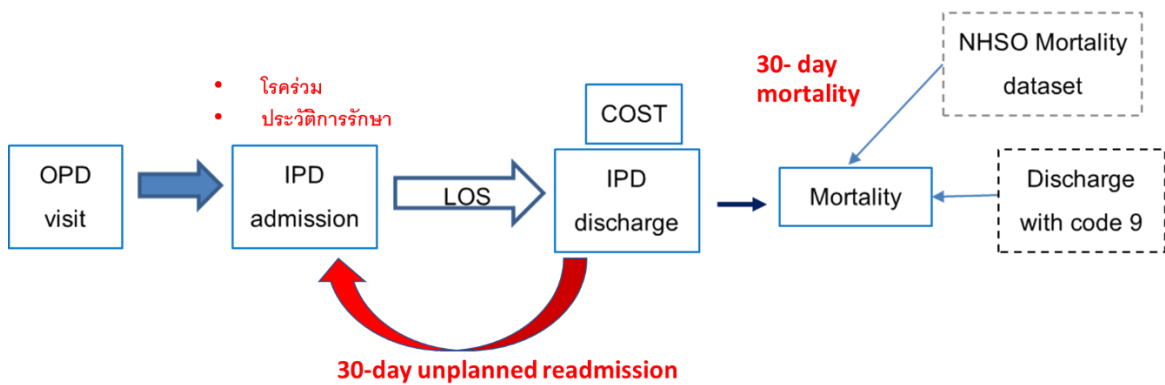 • โรคร่วม
• ประวัติการรักษา
OPD
visit
IPD
admission
LOS
COST
IPD
discharge
30- day
mortality
Mortality
NHSO Mortality
dataset
Discharge
with code 9
30-day unplanned readmission